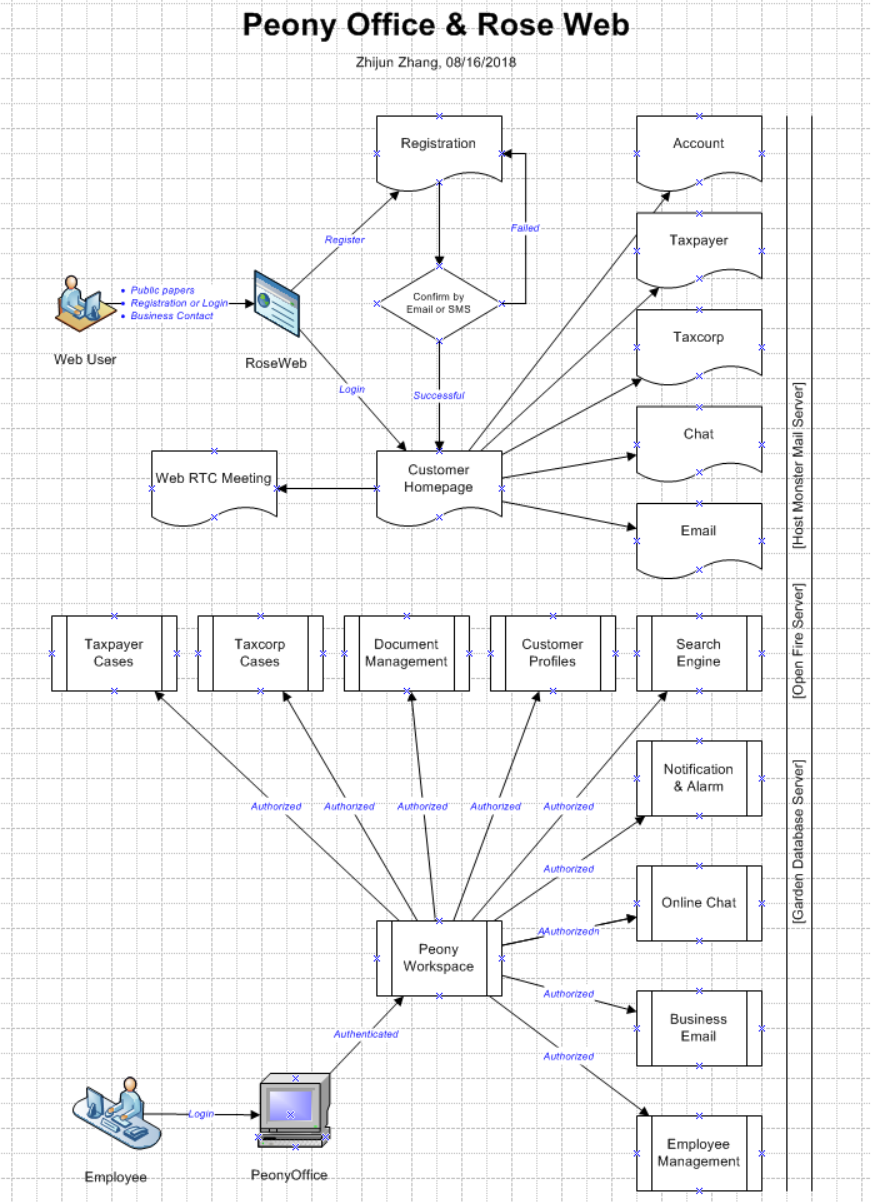 Peony Office & Rose Web
Zhijun Zhang, 08/16/2018
Registration
Account
Failed
Register
Taxpayer
Public papers
Registration or Login
Business Contact
Confirm by
Email or SMS
Web User
RoseWeb
Taxcorp
Login
Successful
Chat
Web RTC Meeting
Customer
Homepage
Email
[Host Monster Mail Server]
Taxpayer
Cases
Taxcorp
Cases
Document
Management
Customer
Profiles
Search
Engine
[Open Fire Server]
Notification
& Alarm
Authorized
Authorized
Authorized
Authorized
Authorized
[Garden Database Server]
Authorized
Online Chat
AAuthorizedn
Peony
Workspace
Authorized
Business
Email
Authenticated
Authorized
Login
Employee
PeonyOffice
Employee
Management